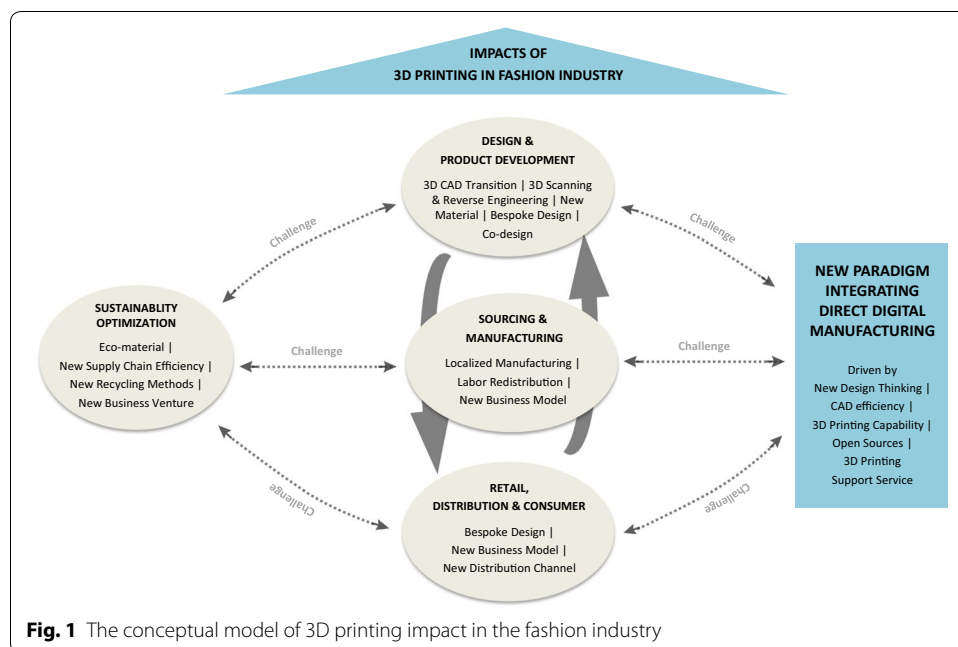 IMPACTS OF
3D PRINTING IN FASHION INDUSTRY
DESIGN &
PRODUCT DEVELOPMENT
3D CAD Transition | 3D Scanning
& Reverse Engineering | New
Material | Bespoke Design |
Co-design
Challenge
Challenge
SUSTAINABLITY
OPTIMIZATION
Eco-material |
New Supply Chain Efficiency |
New Recycling Methods |
New Business Venture
Challenge
SOURCING &
MANUFACTURING
Localized Manufacturing |
Labor Redistribution |
New Business Model
Challenge
NEW PARADIGM
INTEGRATING
DIRECT DIGITAL
MANUFACTURING
Driven by
New Design Thinking |
CAD efficiency |
3D Printing Capability |
Open Sources |
3D Printing
Support Service
Challenge
RETAIL,
DISTRIBUTION & CONSUMER
Bespoke Design |
New Business Model |
New Distribution Channel
Challenge
Fig. 1 The conceptual model of 3D printing impact in the fashion industry